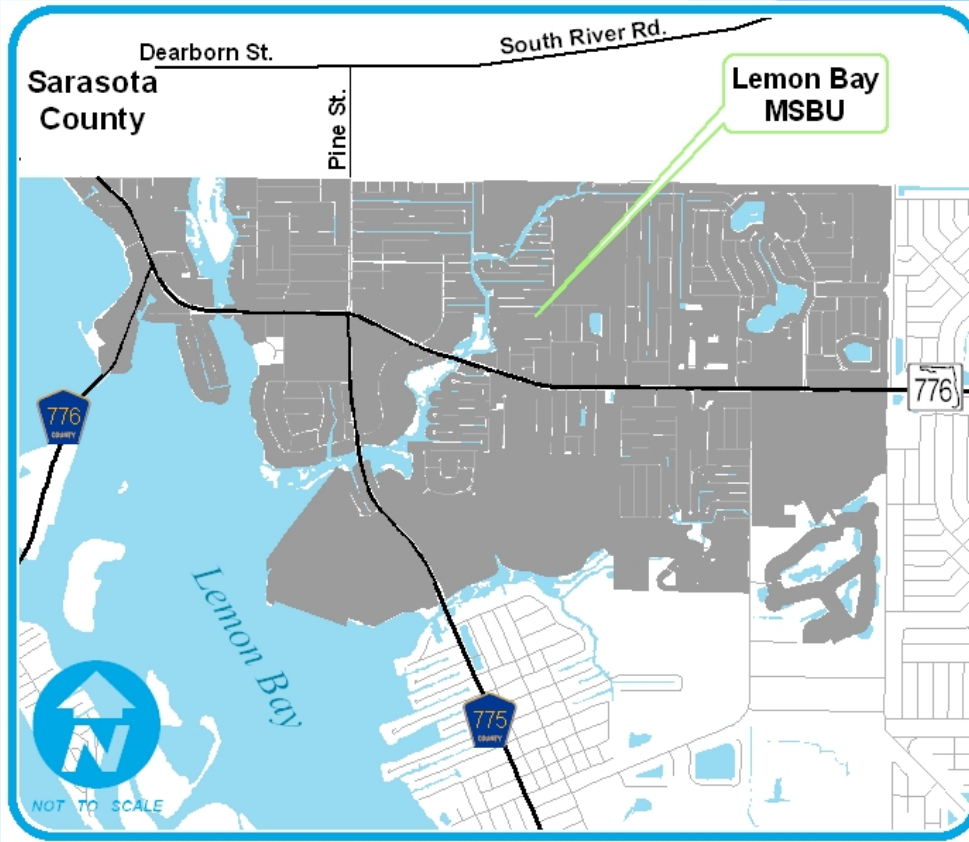 Dearborn St.
South River Rd.
Sarasota
County
Pine St.
Lemon Bay
MSBU
776
COUNTY
776
Lemon Bay
775
COUNTY
N
NOT TO SCALE